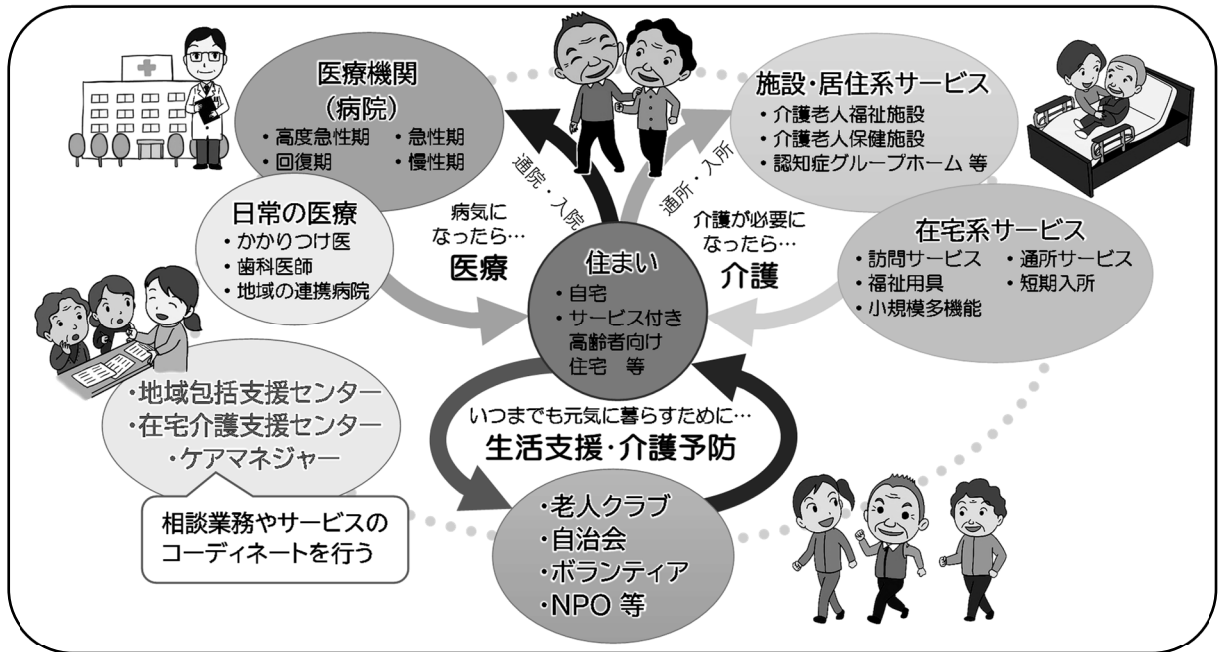 医療機関
（病院）
・高度急性期 ・急性期
・回復期 ・慢性期
日常の医療
・かかりつけ医
・歯科医師
・地域の連携病院
病気に
なったら…
医療
通院・入院
通所・入所
施設・居住系サービス
・介護老人福祉施設
・介護老人保健施設
・認知症グループホーム 等
介護が必要に
なったら…
介護
在宅系サービス
・訪問サービス ・通所サービス
・福祉用具 ・短期入所
・小規模多機能
住まい
・自宅
・サービス付き
高齢者向け
住宅 等
・地域包括支援センター
・在宅介護支援センター
・ケアマネジャー
相談業務やサービスの
コーディネートを行う
いつまでも元気に暮らすために…
生活支援・介護予防
・老人クラブ
・自治会
・ボランティア
・NPO 等